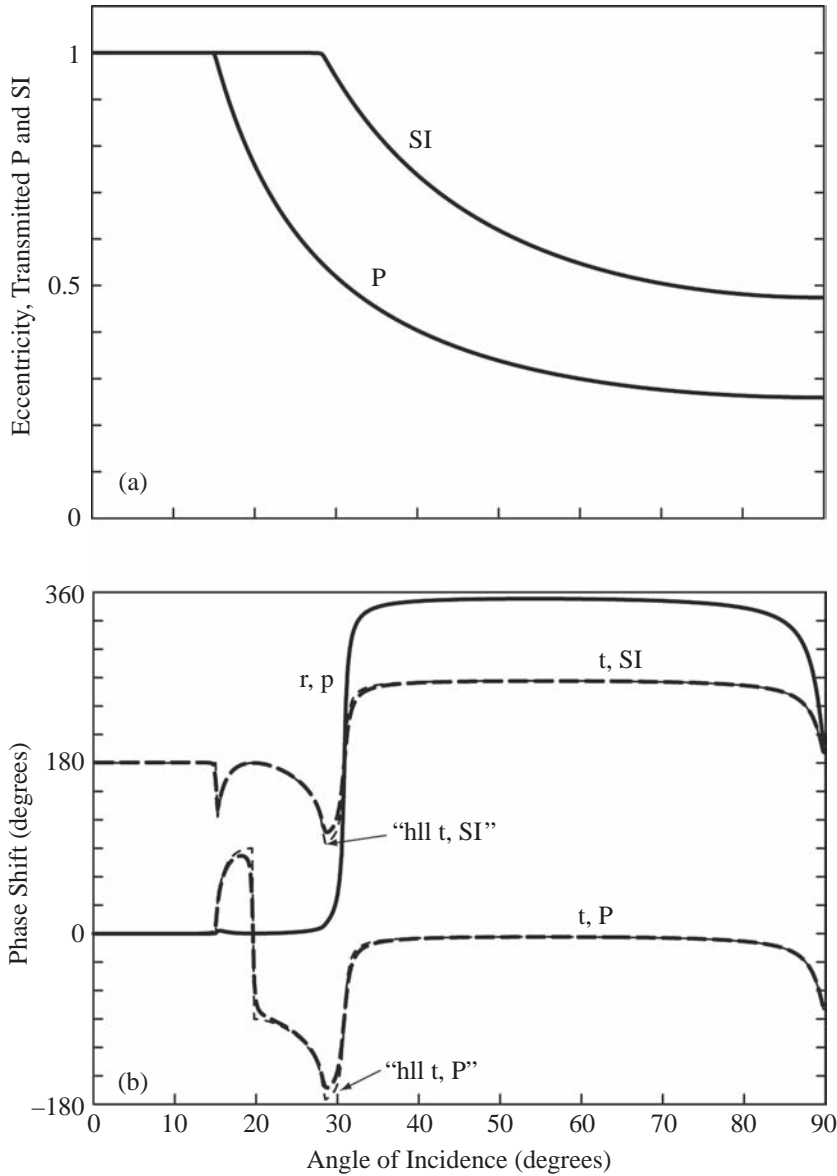 Eccentricity, Transmitted P and SI
1
0.5
0
SI
P
(a)
Phase Shift (degrees)
360
180
0
–180
r, p
t, SI
“hll t, SI”
t, P
“hll t, P”
(b)
0 10 20 30 40 50 60 70 80 90
Angle of Incidence (degrees)